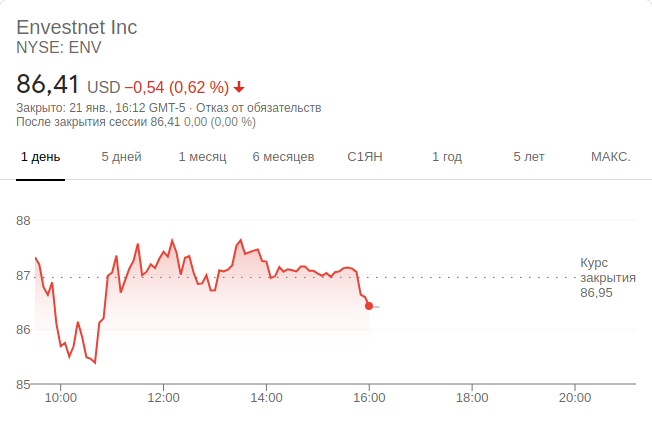 Envestnet Inc
NYSE: ENV
86,41 USD −0,54 (0,62 %)
Закрыто: 21 янв., 16:12 GMT-5 · Отказ от обязательств
После закрытия сессии 86,41 0,00 (0,00 %)
1 день 5 дней 1 месяц 6 месяцев С1ЯН 1 год 5 лет МАКС.
88
87
86
85
Курс
закрытия
86,95
10:00 12:00 14:00 16:00 18:00 20:00